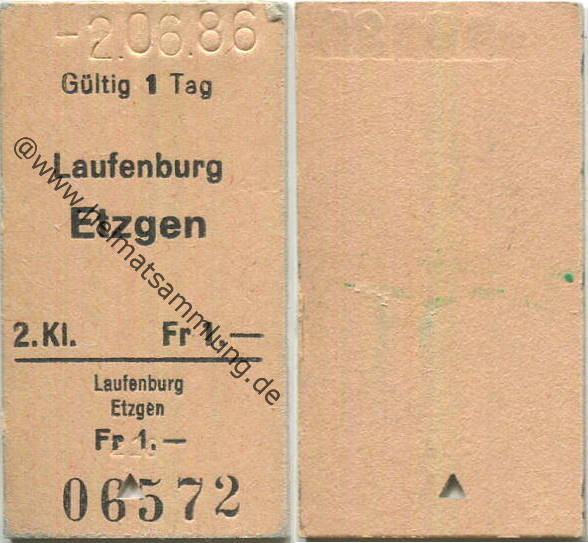 -2.06.86
Gültig 1 Tag
Laufenburg
Etzgen
2.Kl. Fr 1.—
Laufenburg
Etzgen
Fr 1.—
06572
@www.heimatsammlung.de